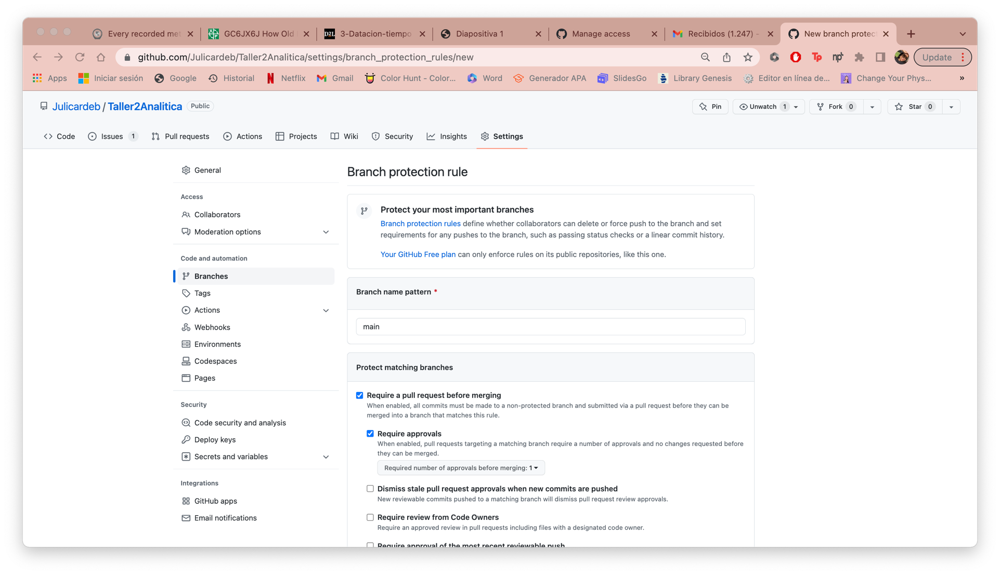 Every recorded met
GC6JX6J How Old
D2L 3-Datacion-tiempo
Diapositiva 1
Manage access
Recibidos (1.247) -
New branch protect
github.com/Julicardeb/Taller2Analitica/settings/branch_protection_rules/new
Tp
Update
Apps
Iniciar sesión
Google
Historial
Netflix
Gmail
Color Hunt - Color...
Word
Generador APA
SlidesGo
Library Genesis
Editor en línea de...
Change Your Phys...
»
Julicardeb / Taller2Analitica Public
Pin
Unwatch 1
Fork 0
Star 0
Code
Issues 1
Pull requests
Actions
Projects
Wiki
Security
Insights
Settings
General
Access
Collaborators
Moderation options
Code and automation
Branches
Tags
Actions
Webhooks
Environments
Codespaces
Pages
Security
Code security and analysis
Deploy keys
Secrets and variables
Integrations
GitHub apps
Email notifications
Branch protection rule
Protect your most important branches
Branch protection rules define whether collaborators can delete or force push to the branch and set
requirements for any pushes to the branch, such as passing status checks or a linear commit history.
Your GitHub Free plan can only enforce rules on its public repositories, like this one.
Branch name pattern *
main
Protect matching branches
Require a pull request before merging
When enabled, all commits must be made to a non-protected branch and submitted via a pull request before they can be
merged into a branch that matches this rule.
Require approvals
When enabled, pull requests targeting a matching branch require a number of approvals and no changes requested before
they can be merged.
Required number of approvals before merging: 1
Dismiss stale pull request approvals when new commits are pushed
New reviewable commits pushed to a matching branch will dismiss pull request review approvals.
Require review from Code Owners
Require an approved review in pull requests including files with a designated code owner.
Require approval of the most recent reviewable push